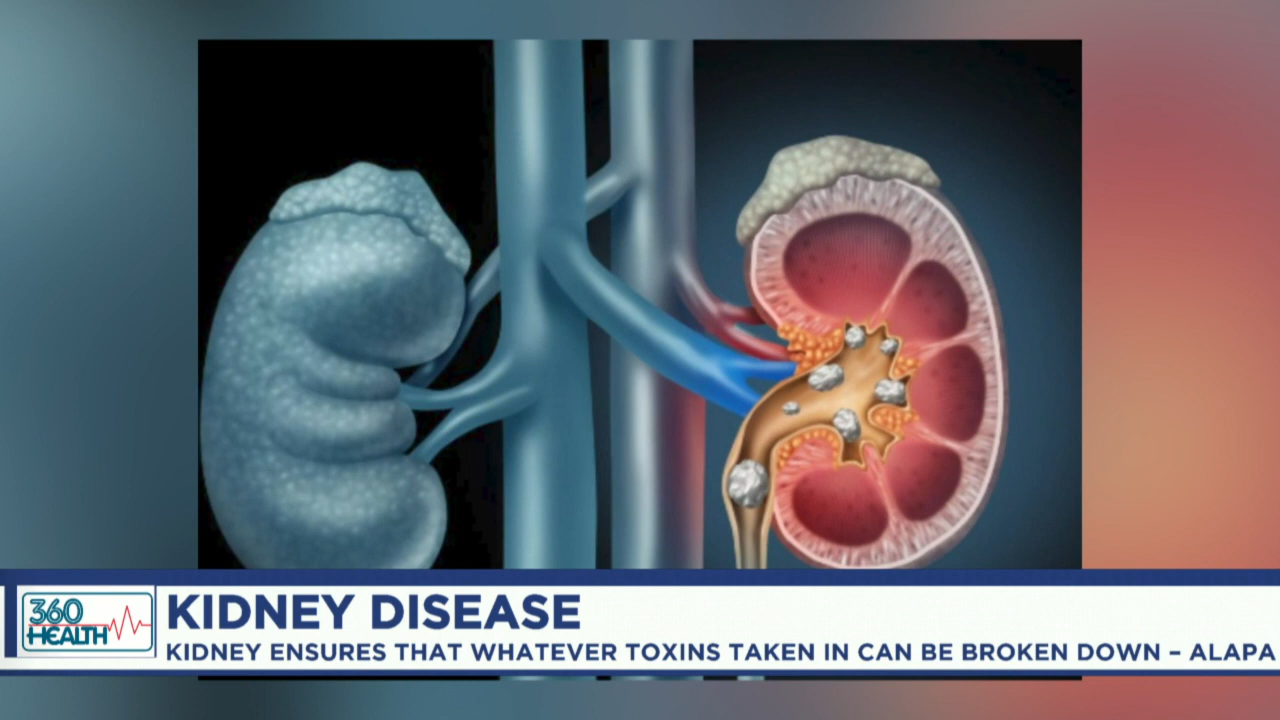 360
HEALTH
KIDNEY DISEASE
KIDNEY ENSURES THAT WHATEVER TOXINS TAKEN IN CAN BE BROKEN DOWN – ALAPA